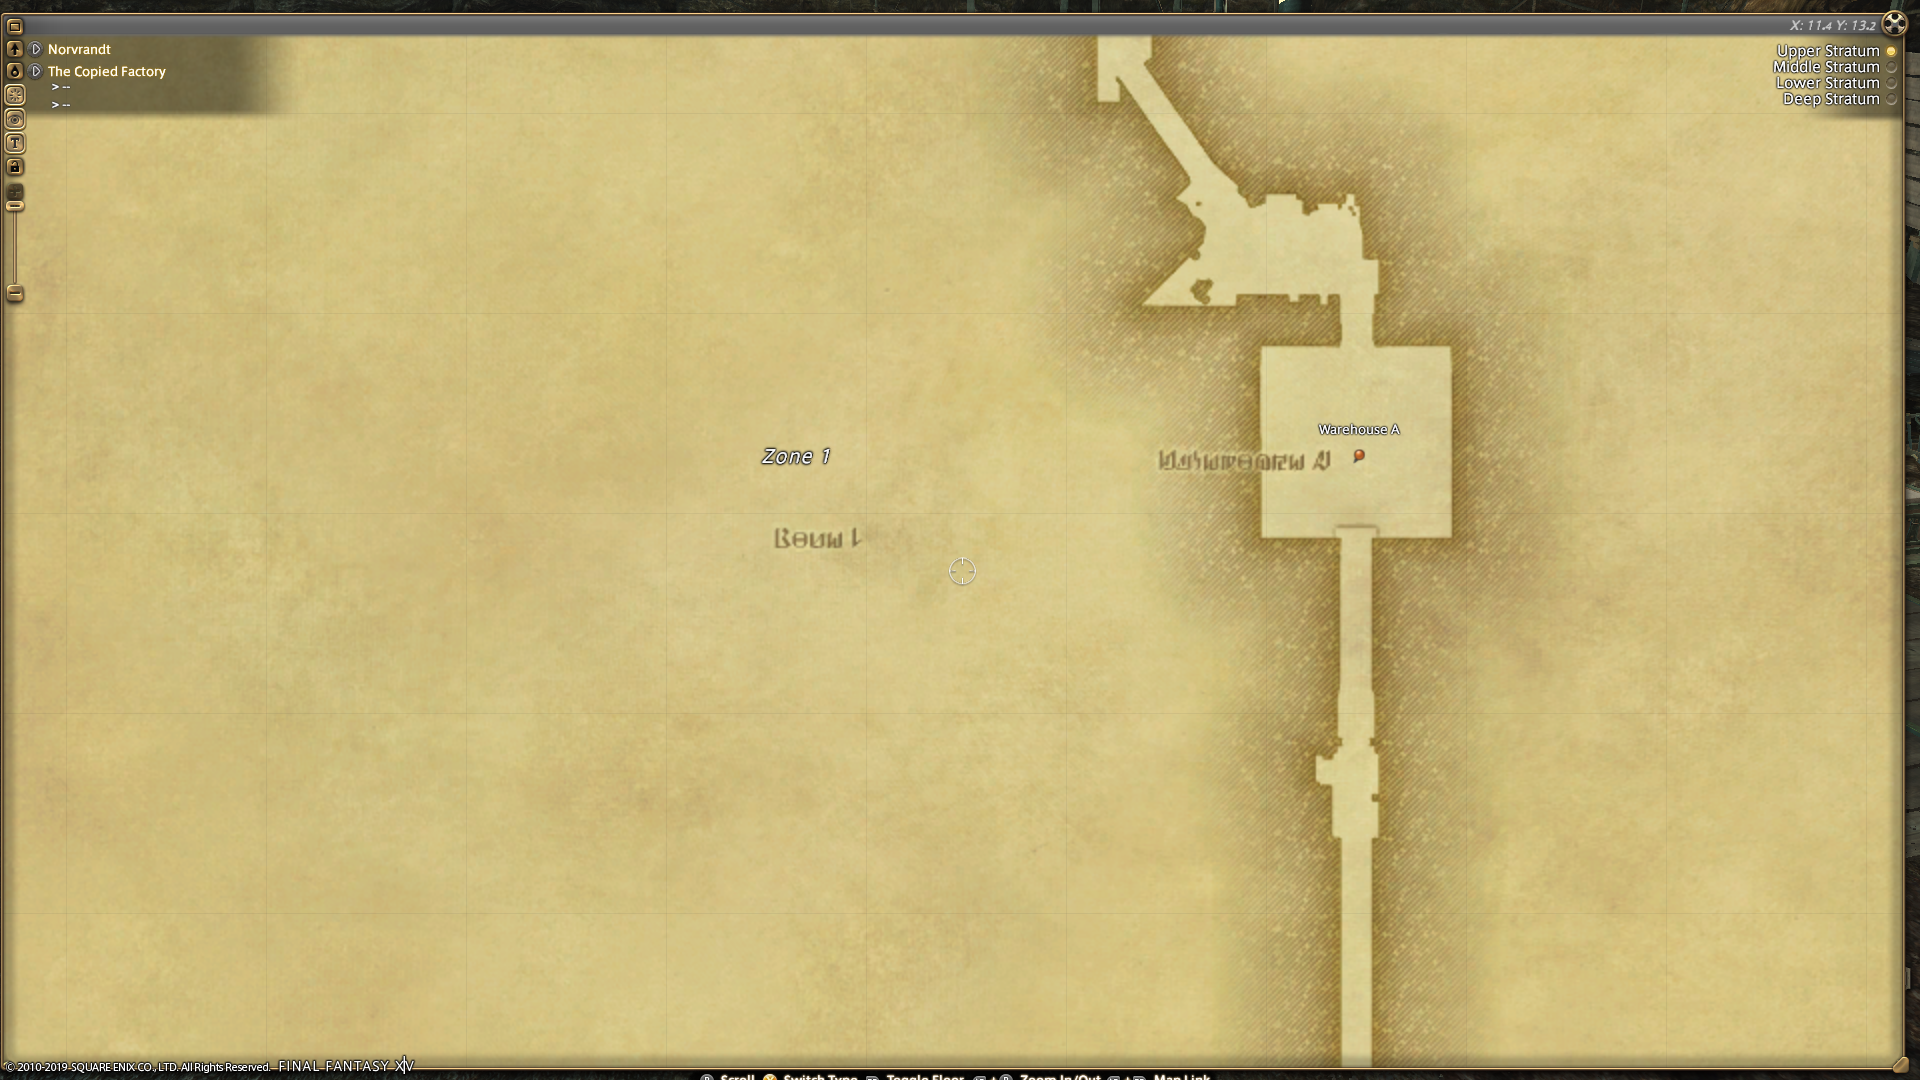 X: 11.4 Y: 13.2
Norvrandt
The Copied Factory
> --
> --
Upper Stratum
Middle Stratum
Lower Stratum
Deep Stratum
T
Warehouse A
Zone 1
© 2010-2019 SQUARE ENIX CO., LTD. All Rights Reserved. FINAL FANTASY XIV
Scroll Switch Type Toggle Floor Zoom In/Out Map Link